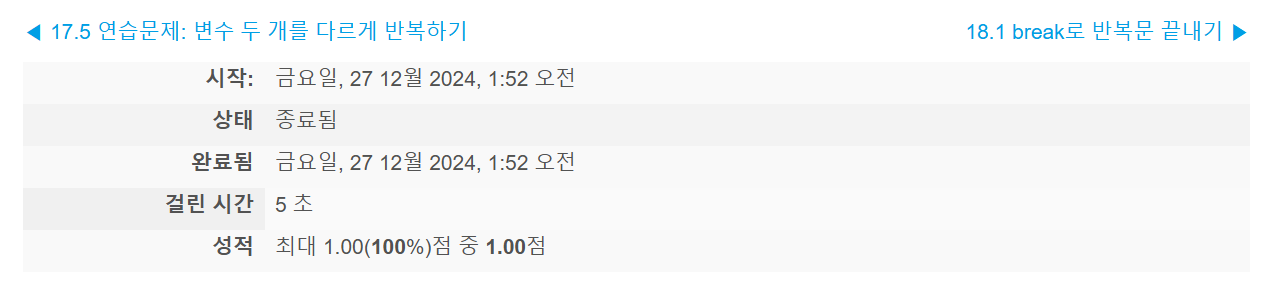 ◀ 17.5 연습문제: 변수 두 개를 다르게 반복하기
18.1 break로 반복문 끝내기 ▶
시작: 금요일, 27 12월 2024, 1:52 오전
상태 종료됨
완료됨 금요일, 27 12월 2024, 1:52 오전
걸린 시간 5 초
성적 최대 1.00(100%)점 중 1.00점